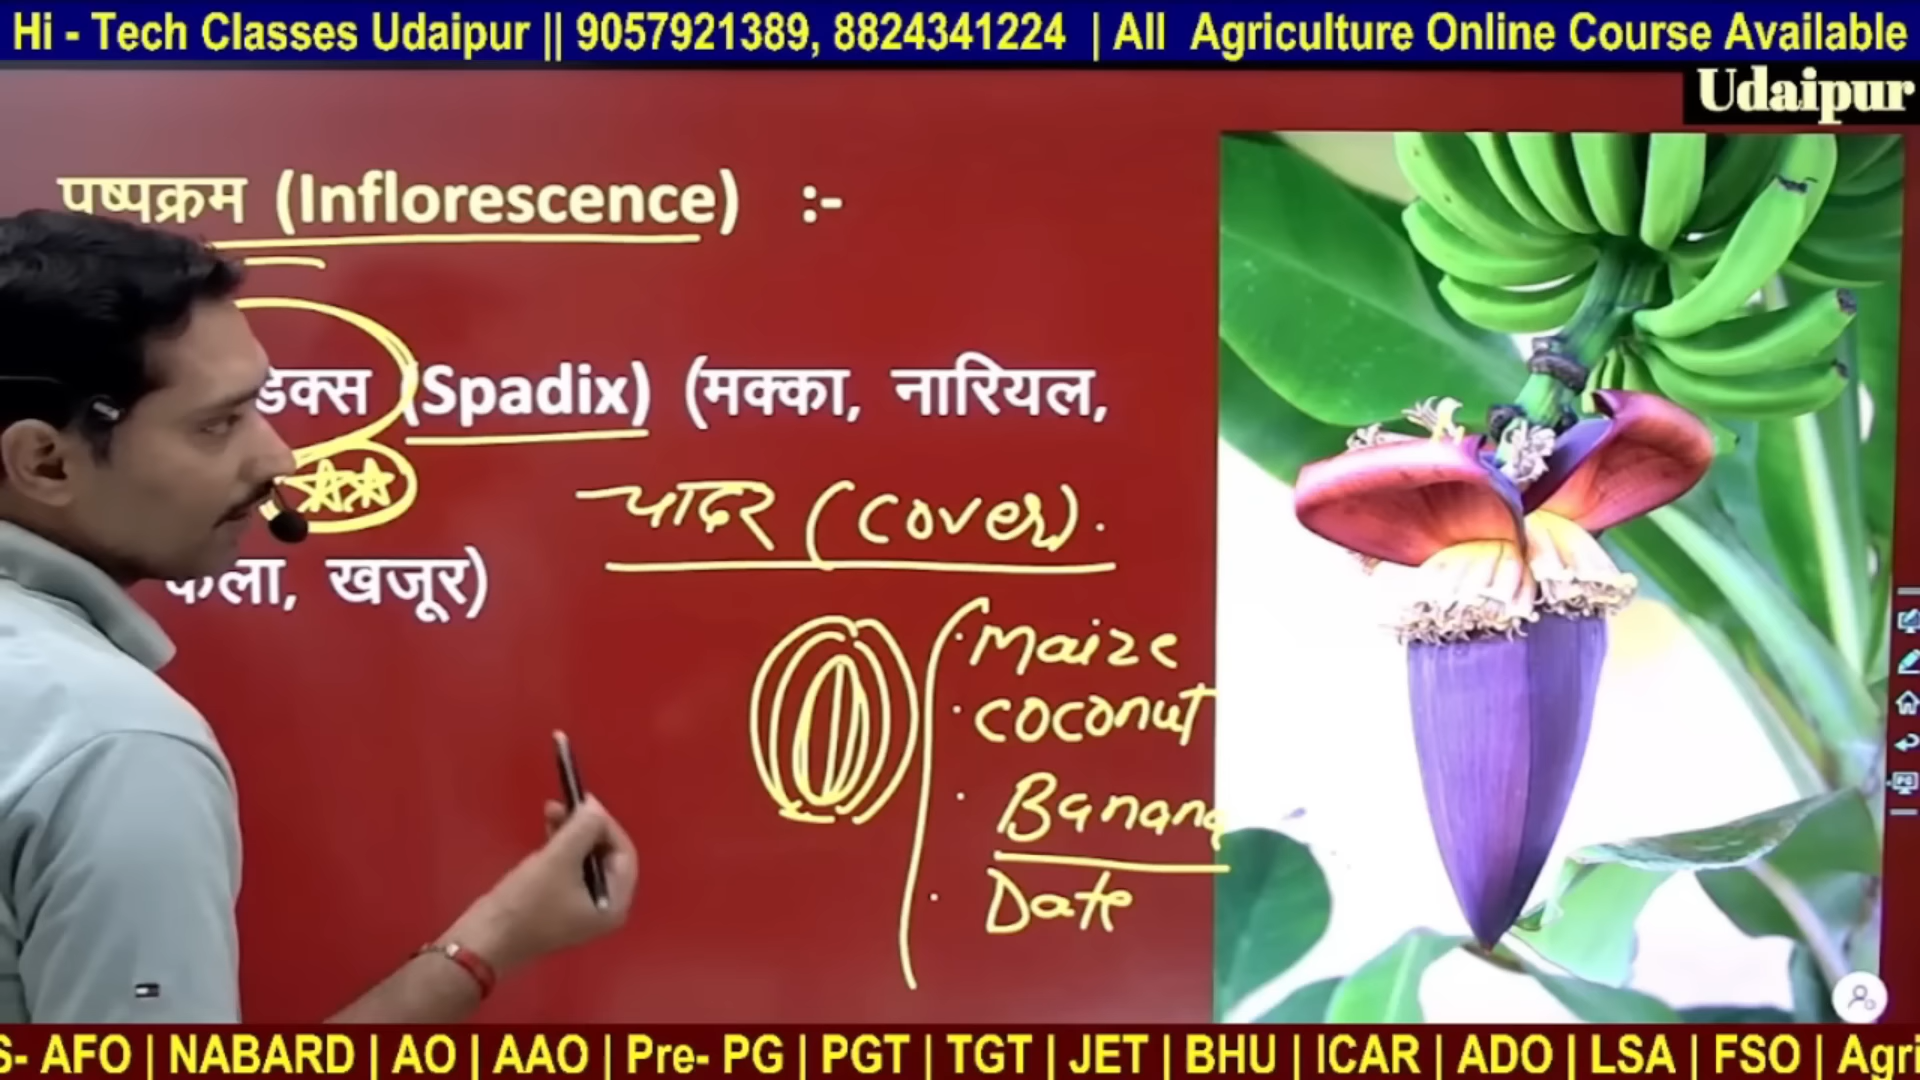 Hi - Tech Classes Udaipur || 9057921389, 8824341224 | All Agriculture Online Course Available
Udaipur
पुष्पक्रम (Inflorescence) :-
डिक्स (Spadix) (मक्का, नारियल,
चादर (Cover).
केला, खजूर)
Maize
coconut
Banana
Date
S- AFO | NABARD | AO | AAO | Pre- PG | PGT | TGT | JET | BHU | ICAR | ADO | LSA | FSO | Agri